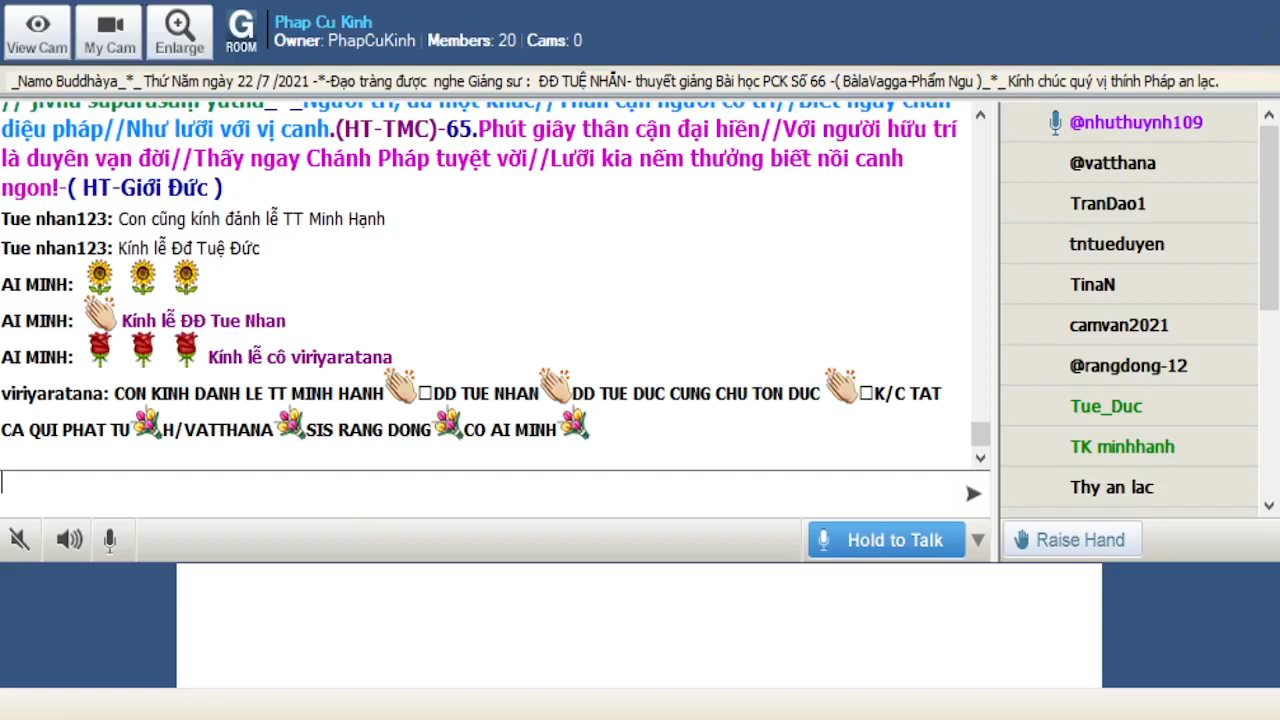 View Cam
My Cam
Enlarge
G
ROOM
Phap Cu Kinh
Owner: PhapCuKinh | Members: 20 | Cams: 0
_Namo Buddhàya_*_ Thứ Năm ngày 22 /7 /2021 -*-Đạo tràng được nghe Giảng sư : ĐĐ TUỆ NHẪN- thuyết giảng Bài học PCK Số 66 -( BàlaVagga-Phẩm Ngu )_*_ Kính chúc quý vị thính Pháp an lạc.
diệu pháp//Như lưỡi với vị canh.(HT-TMC)-65.Phút giây thân cận đại hiền//Với người hữu trí
là duyên vạn đời//Thấy ngay Chánh Pháp tuyệt vời//Lưỡi kia nếm thưởng biết nồi canh
ngon!-( HT-Giới Đức )
Tue nhan123: Con cũng kính đảnh lễ TT Minh Hạnh
Tue nhan123: Kính lễ Đđ Tuệ Đức
AI MINH:
AI MINH: Kính lễ ĐĐ Tue Nhan
AI MINH: Kính lễ cô viriyaratana
viriyaratana: CON KINH DANH LE TT MINH HANH DD TUE NHAN DD TUE DUC CUNG CHU TON DUC K/C TAT
CA QUI PHAT TU H/VATTHANA SIS RANG DONG CO AI MINH
Hold to Talk
@nhuthuynh109
@vatthana
TranDao1
tntueduyen
TinaN
camvan2021
@rangdong-12
Tue_Duc
TK minhhanh
Thy an lac
Raise Hand